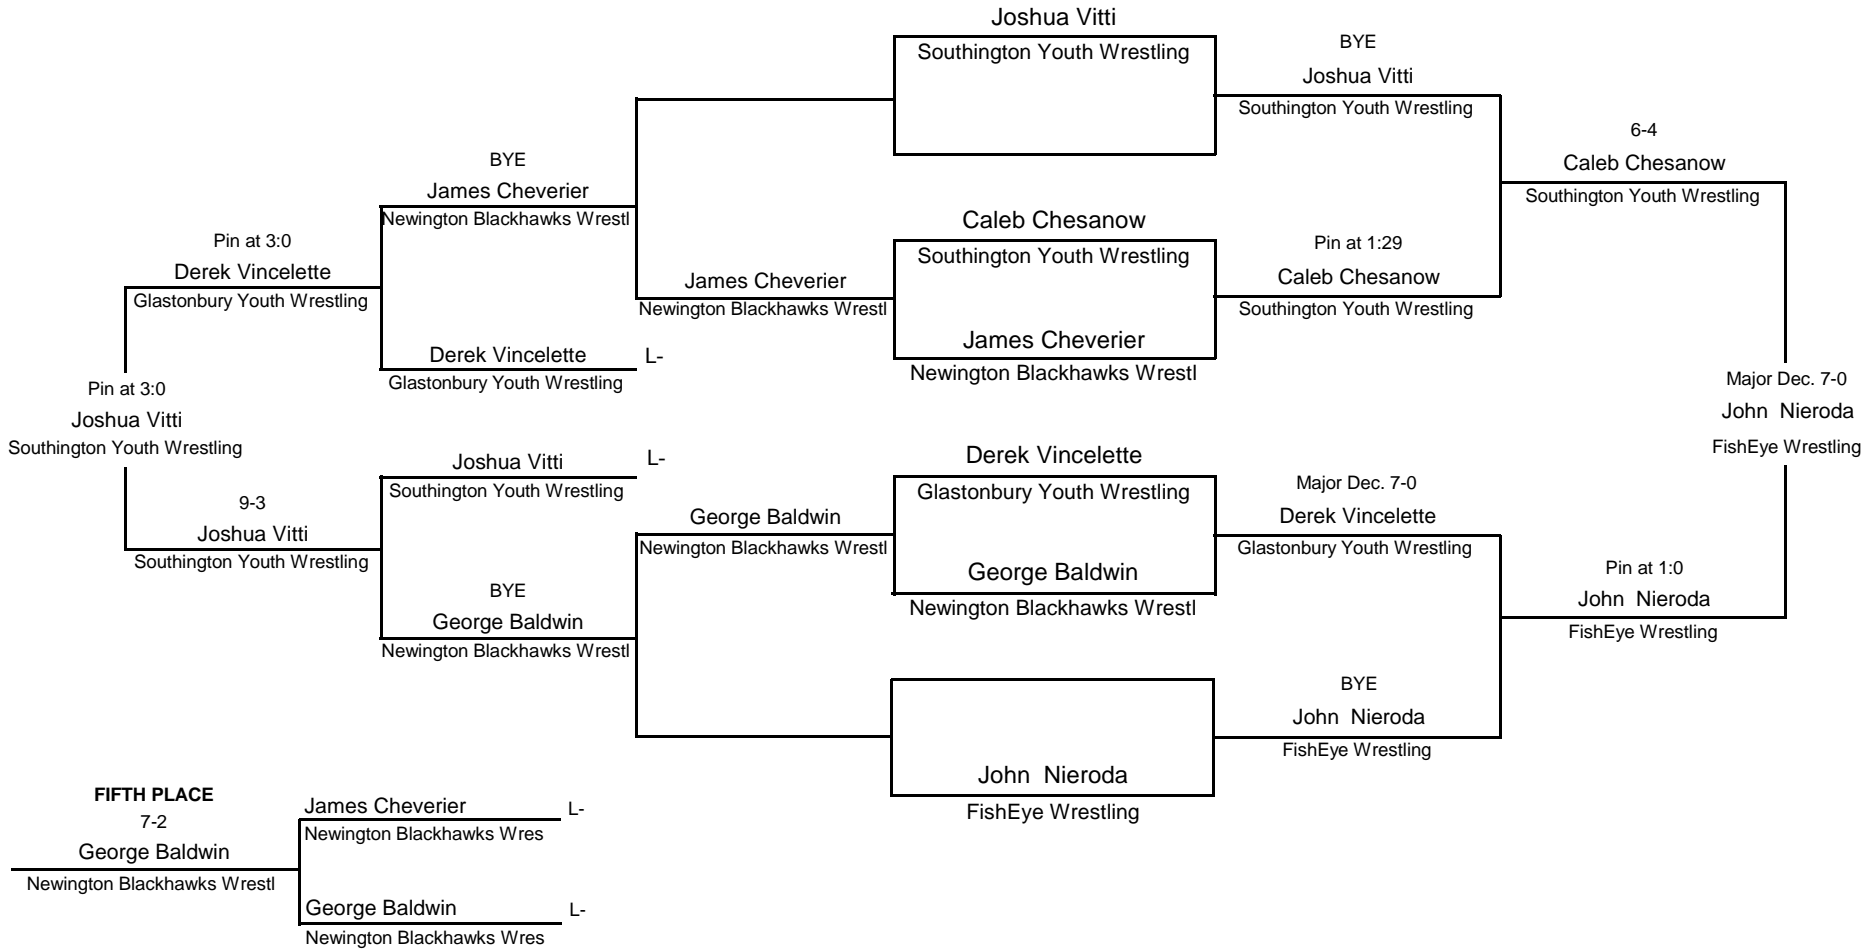 Joshua Vitti
Southington Youth Wrestling
BYE
Joshua Vitti
Southington Youth Wrestling
6-4
Caleb Chesanow
Southington Youth Wrestling
BYE
James Cheverier
Newington Blackhawks Wrestl
Caleb Chesanow
Southington Youth Wrestling
Pin at 1:29
Caleb Chesanow
Southington Youth Wrestling
Pin at 3:0
Derek Vincelette
Glastonbury Youth Wrestling
James Cheverier
Newington Blackhawks Wrestl
James Cheverier
Newington Blackhawks Wrestl
Derek Vincelette L-
Glastonbury Youth Wrestling
Pin at 3:0
Joshua Vitti
Southington Youth Wrestling
Major Dec. 7-0
John Nieroda
FishEye Wrestling
Joshua Vitti L-
Southington Youth Wrestling
Derek Vincelette
Glastonbury Youth Wrestling
Major Dec. 7-0
Derek Vincelette
Glastonbury Youth Wrestling
9-3
Joshua Vitti
Southington Youth Wrestling
George Baldwin
Newington Blackhawks Wrestl
George Baldwin
Newington Blackhawks Wrestl
Pin at 1:0
John Nieroda
FishEye Wrestling
BYE
George Baldwin
Newington Blackhawks Wrestl
BYE
John Nieroda
FishEye Wrestling
John Nieroda
FishEye Wrestling
FIFTH PLACE
7-2
George Baldwin
Newington Blackhawks Wrestl
James Cheverier L-
Newington Blackhawks Wres
George Baldwin L-
Newington Blackhawks Wres